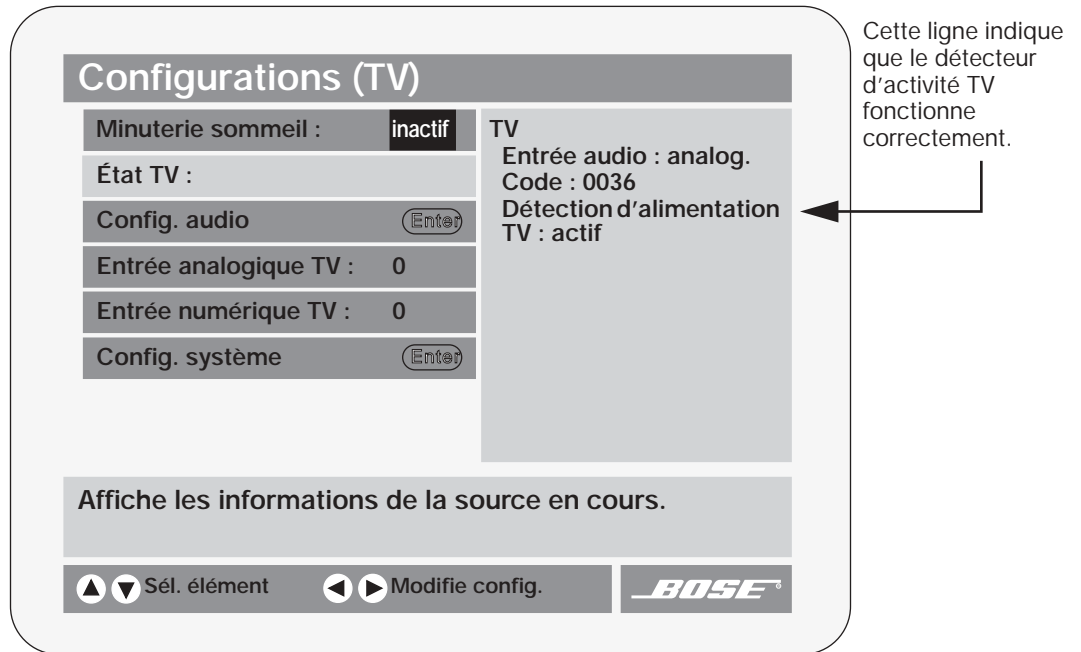 Configurations (TV)
Minuterie sommeil : inactif
État TV :
Config. audio Enter
Entrée analogique TV : 0
Entrée numérique TV : 0
Config. système Enter
TV
Entrée audio : analog.
Code : 0036
Détection d'alimentation
TV : actif
Cette ligne indique
que le détecteur
d'activité TV
fonctionne
correctement.
Affiche les informations de la source en cours.
Sél. élément Modifie config.
BOSE